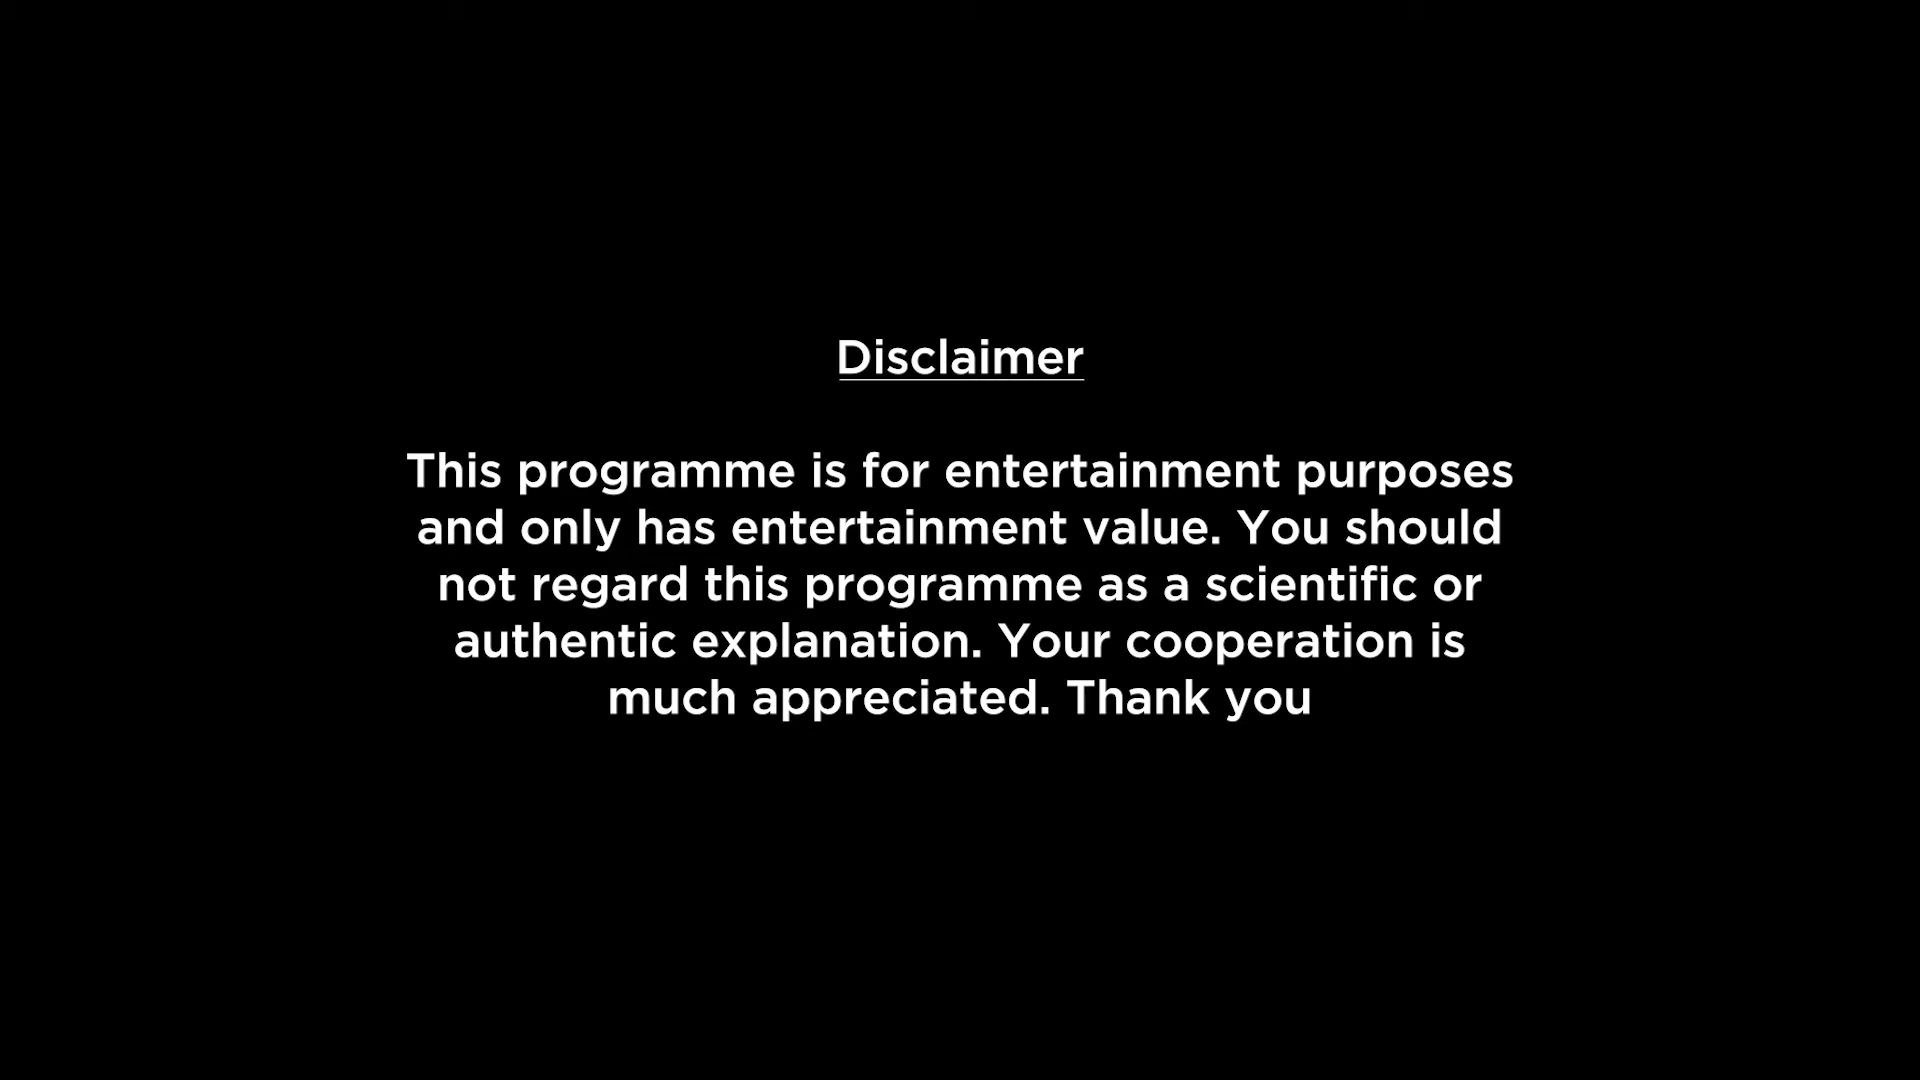 Disclaimer
This programme is for entertainment purposes
and only has entertainment value. You should
not regard this programme as a scientific or
authentic explanation. Your cooperation is
much appreciated. Thank you